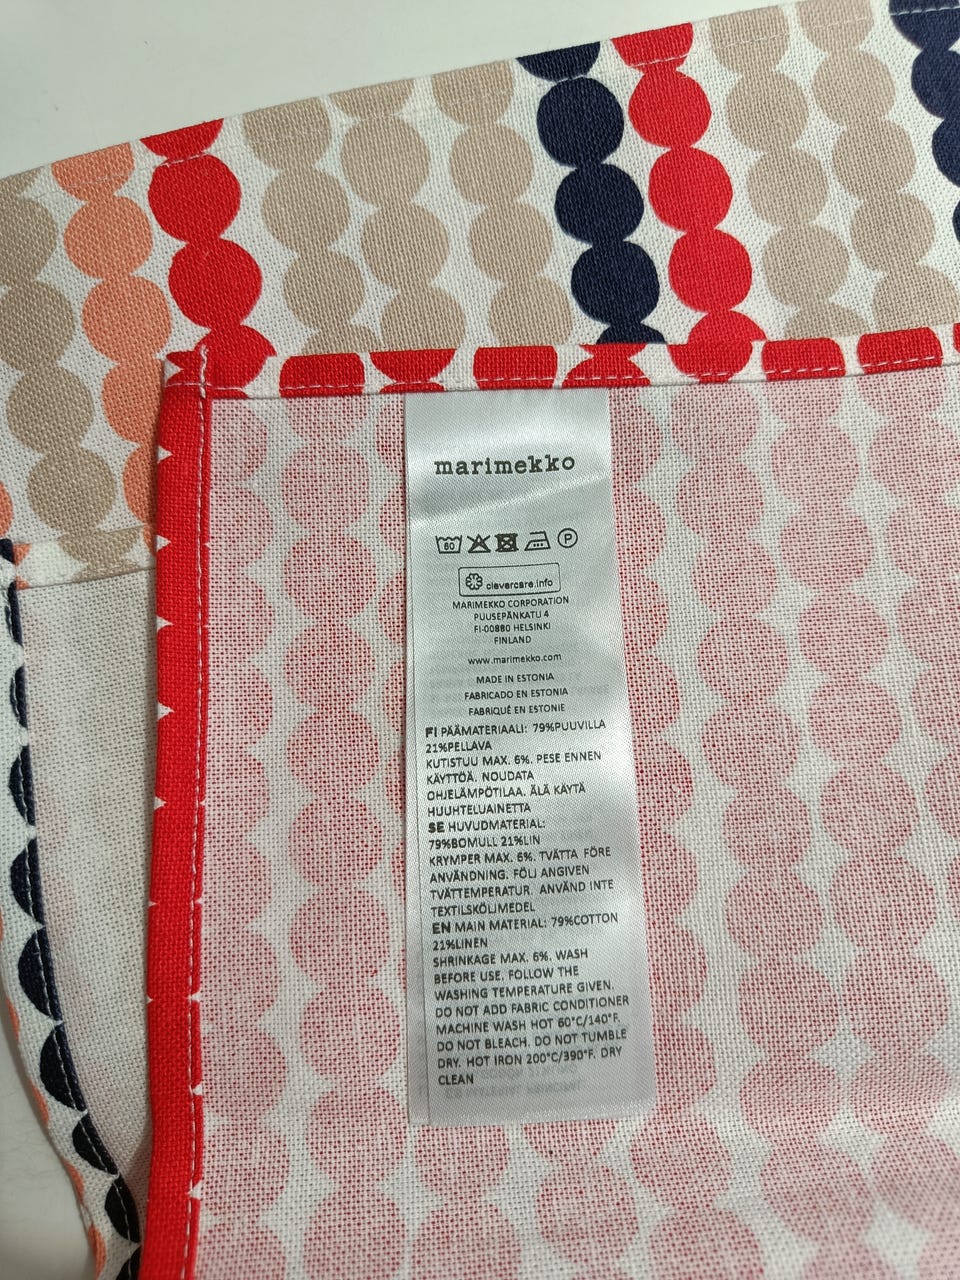 marimekko
60 P
clevercare.info
MARIMEKKO CORPORATION
PUUSEPÄNKATU 4
FI-00880 HELSINKI
FINLAND
www.marimekko.com
MADE IN ESTONIA
FABRICADO EN ESTONIA
FABRIQUÉ EN ESTONIE
FI PÄÄMATERIAALI: 79%PUUVILLA
21%PELLAVA
KUTISTUU MAX. 6%. PESE ENNEN
KÄYTTÖÄ. NOUDATA
OHJELÄMPÖTILAA. ÄLÄ KÄYTÄ
HUUHTELUAINETTA
SE HUVUDMATERIAL:
79%BOMULL 21%LIN
KRYMPER MAX. 6%. TVÄTTA FÖRE
ANVÄNDNING. FÖLJ ANGIVEN
TVÄTTEMPERATUR. ANVÄND INTE
TEXTILSKÖLJMEDEL
EN MAIN MATERIAL: 79%COTTON
21%LINEN
SHRINKAGE MAX. 6%. WASH
BEFORE USE. FOLLOW THE
WASHING TEMPERATURE GIVEN.
DO NOT ADD FABRIC CONDITIONER
MACHINE WASH HOT 60°C/140°F.
DO NOT BLEACH. DO NOT TUMBLE
DRY. HOT IRON 200°C/390°F. DRY
CLEAN